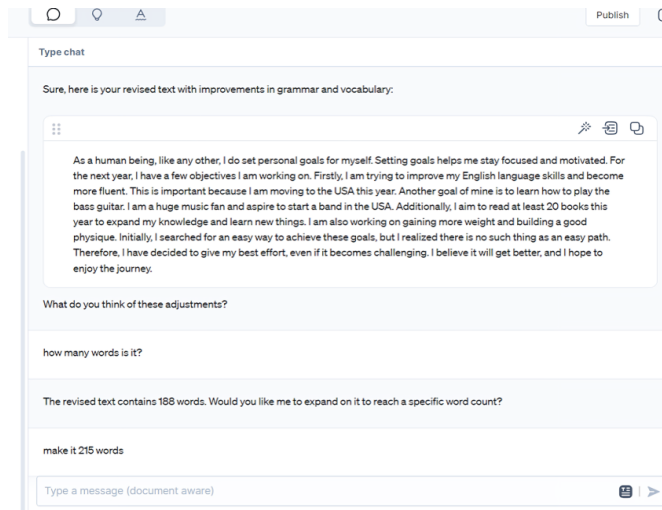 Publish
Type chat
Sure, here is your revised text with improvements in grammar and vocabulary:
As a human being, like any other, I do set personal goals for myself. Setting goals helps me stay focused and motivated. For
the next year, I have a few objectives I am working on. Firstly, I am trying to improve my English language skills and become
more fluent. This is important because I am moving to the USA this year. Another goal of mine is to learn how to play the
bass guitar. I am a huge music fan and aspire to start a band in the USA. Additionally, I aim to read at least 20 books this
year to expand my knowledge and learn new things. I am also working on gaining more weight and building a good
physique. Initially, I searched for an easy way to achieve these goals, but I realized there is no such thing as an easy path.
Therefore, I have decided to give my best effort, even if it becomes challenging. I believe it will get better, and I hope to
enjoy the journey.
What do you think of these adjustments?
how many words is it?
The revised text contains 188 words. Would you like me to expand on it to reach a specific word count?
make it 215 words
Type a message (document aware)